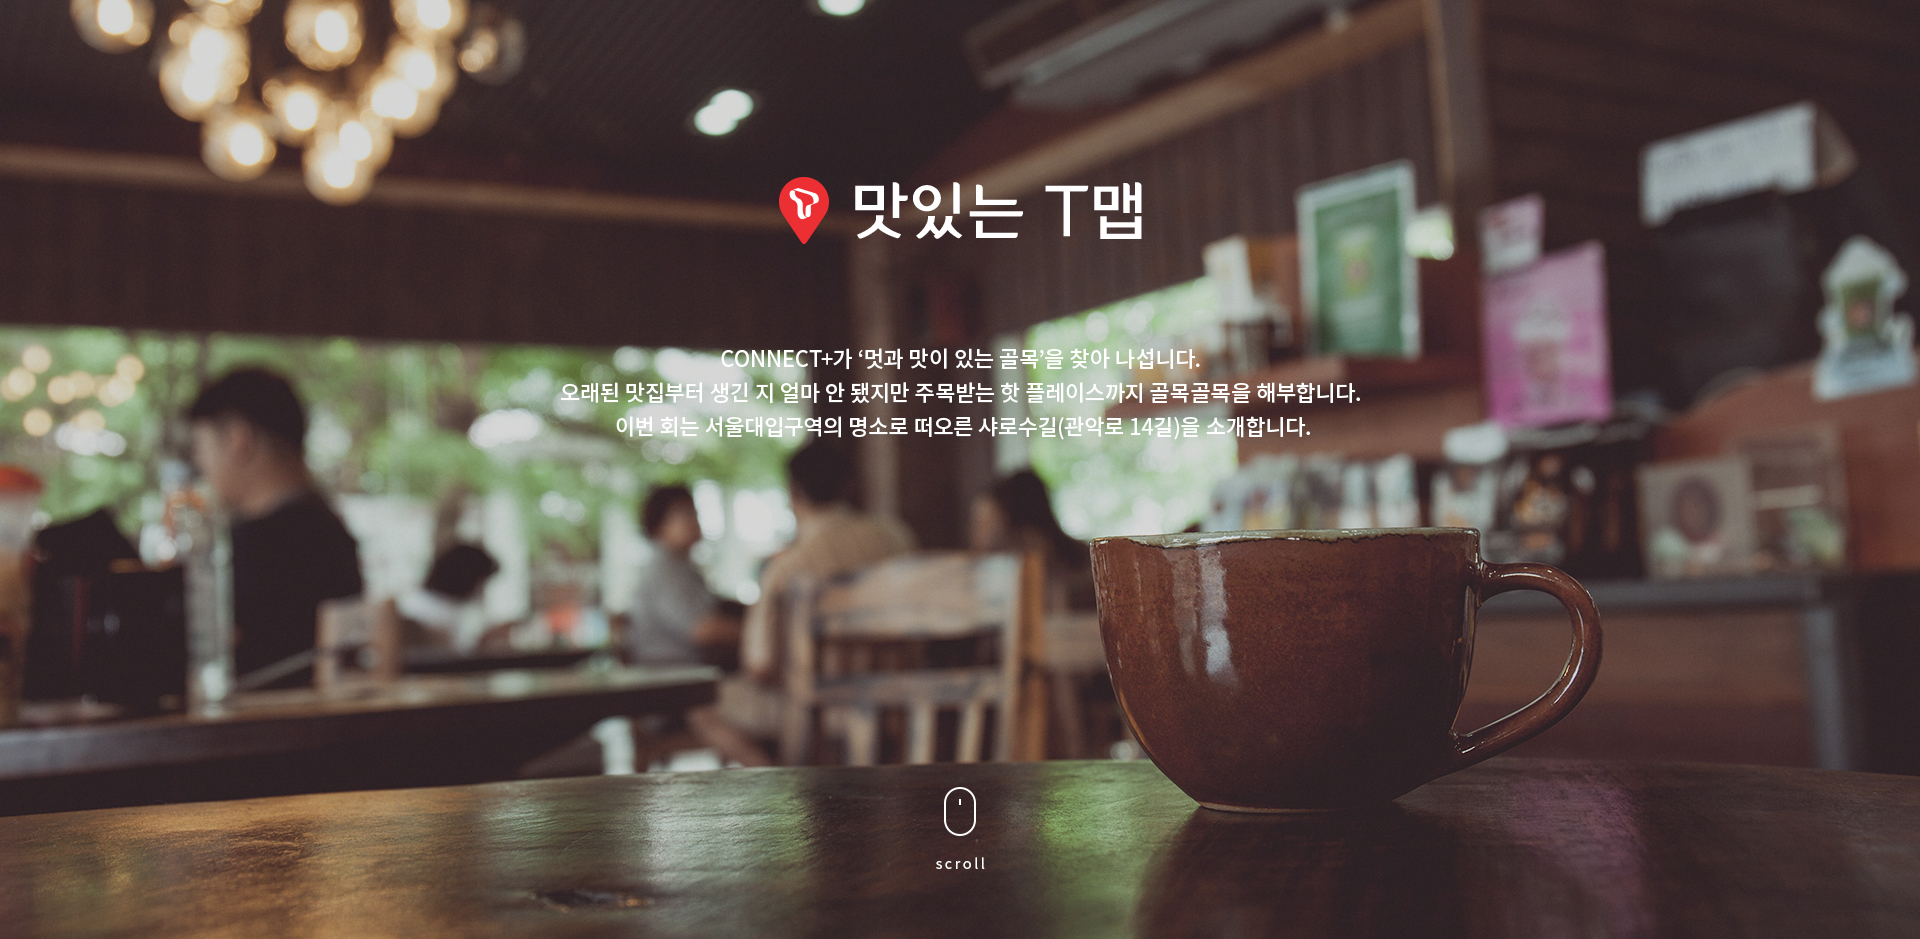 맛있는 T맵
CONNECT+가 ‘멋과 맛이 있는 골목’을 찾아 나섭니다.
오래된 맛집부터 생긴 지 얼마 안 됐지만 주목받는 핫 플레이스까지 골목골목을 해부합니다.
이번 회는 서울대입구역의 명소로 떠오른 샤로수길(관악로 14길)을 소개합니다.
scroll